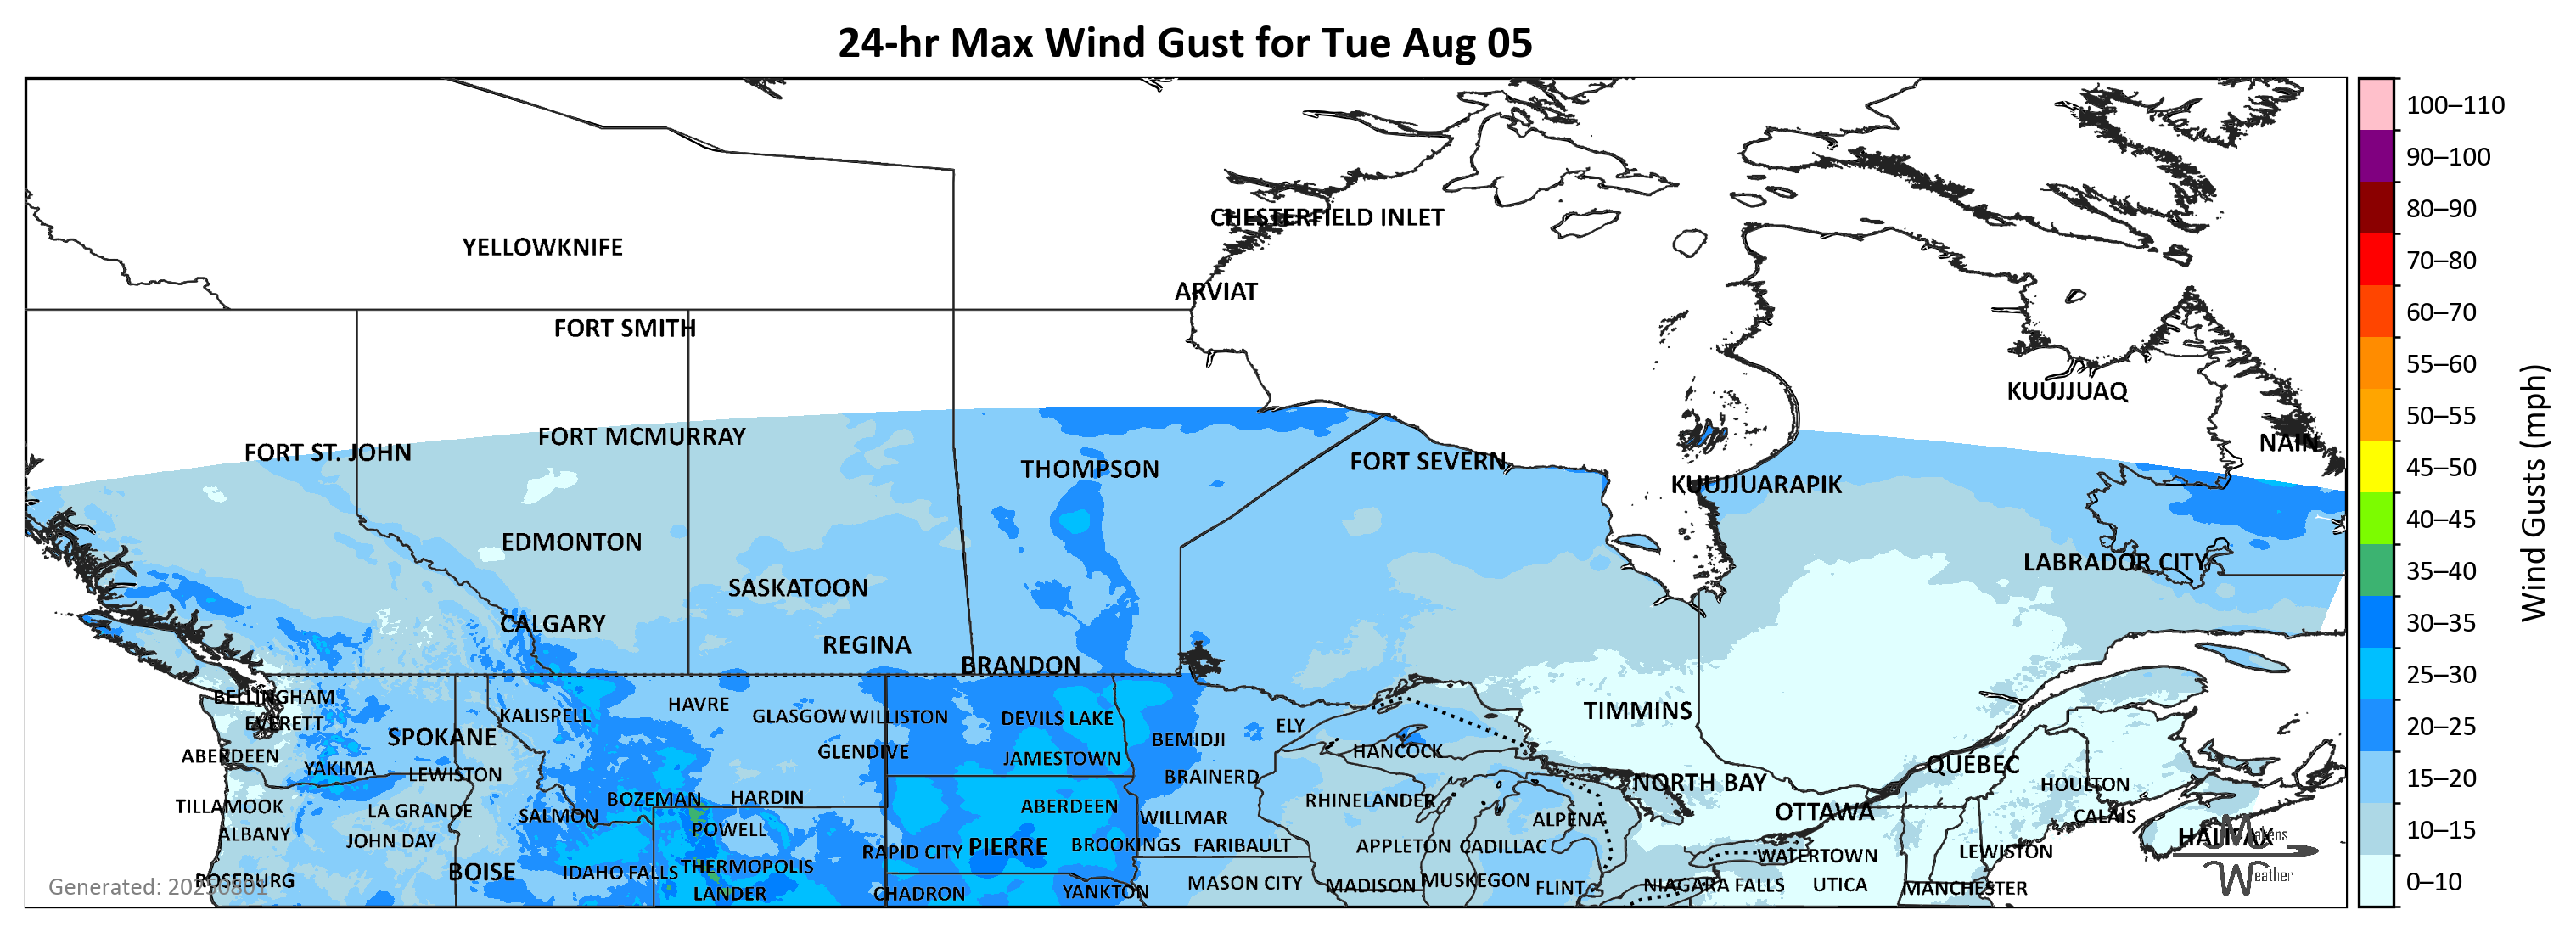 24-hr Max Wind Gust for Tue Aug 05
100–110
90–100
80–90
CHESTERFIELD INLET
YELLOWKNIFE
70–80
ARVIAT
60–70
FORT SMITH
55–60
KUUJJUAQ
50–55
FORT MCMURRAY
NAIN
FORT ST. JOHN
FORT SEVERN
45–50
THOMPSON
KUUJJUARAPIK
40–45
Wind Gusts (mph)
EDMONTON
LABRADOR CITY
35–40
SASKATOON
CALGARY
30–35
REGINA
BRANDON
25–30
BELLINGHAM
HAVRE
TIMMINS
KALISPELL
GLASGOW WILLISTON
DEVILS LAKE
EVERETT
ELY
20–25
SPOKANE
BEMIDJI
GLENDIVE
HANCOCK
ABERDEEN
JAMESTOWN
QUÉBEC
YAKIMA
LEWISTON
BRAINERD
15–20
NORTH BAY
HOULTON
BOZEMAN
HARDIN
RHINELANDER
TILLAMOOK
ABERDEEN
LA GRANDE
OTTAWA
SALMON
WILLMAR
CALAIS
ALPENA
ALBANY
POWELL
10–15
HALIFAX
Makens
JOHN DAY
PIERRE
BROOKINGS
FARIBAULT
APPLETON
CADILLAC
RAPID CITY
LEWISTON
WATERTOWN
THERMOPOLIS
BOISE
IDAHO FALLS
Weather
ROSEBURG
MUSKEGON
0–10
MASON CITY
MADISON
NIAGARA FALLS
UTICA
Generated: 20250801
FLINT
MANCHESTER
LANDER
CHADRON
YANKTON